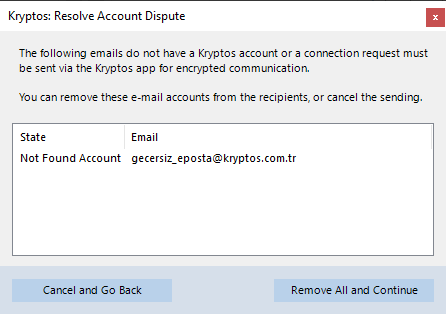 Kryptos: Resolve Account Dispute
x
The following emails do not have a Kryptos account or a connection request must
be sent via the Kryptos app for encrypted communication.
You can remove these e-mail accounts from the recipients, or cancel the sending.
State Email
Not Found Account gecersiz_eposta@kryptos.com.tr
Cancel and Go Back Remove All and Continue